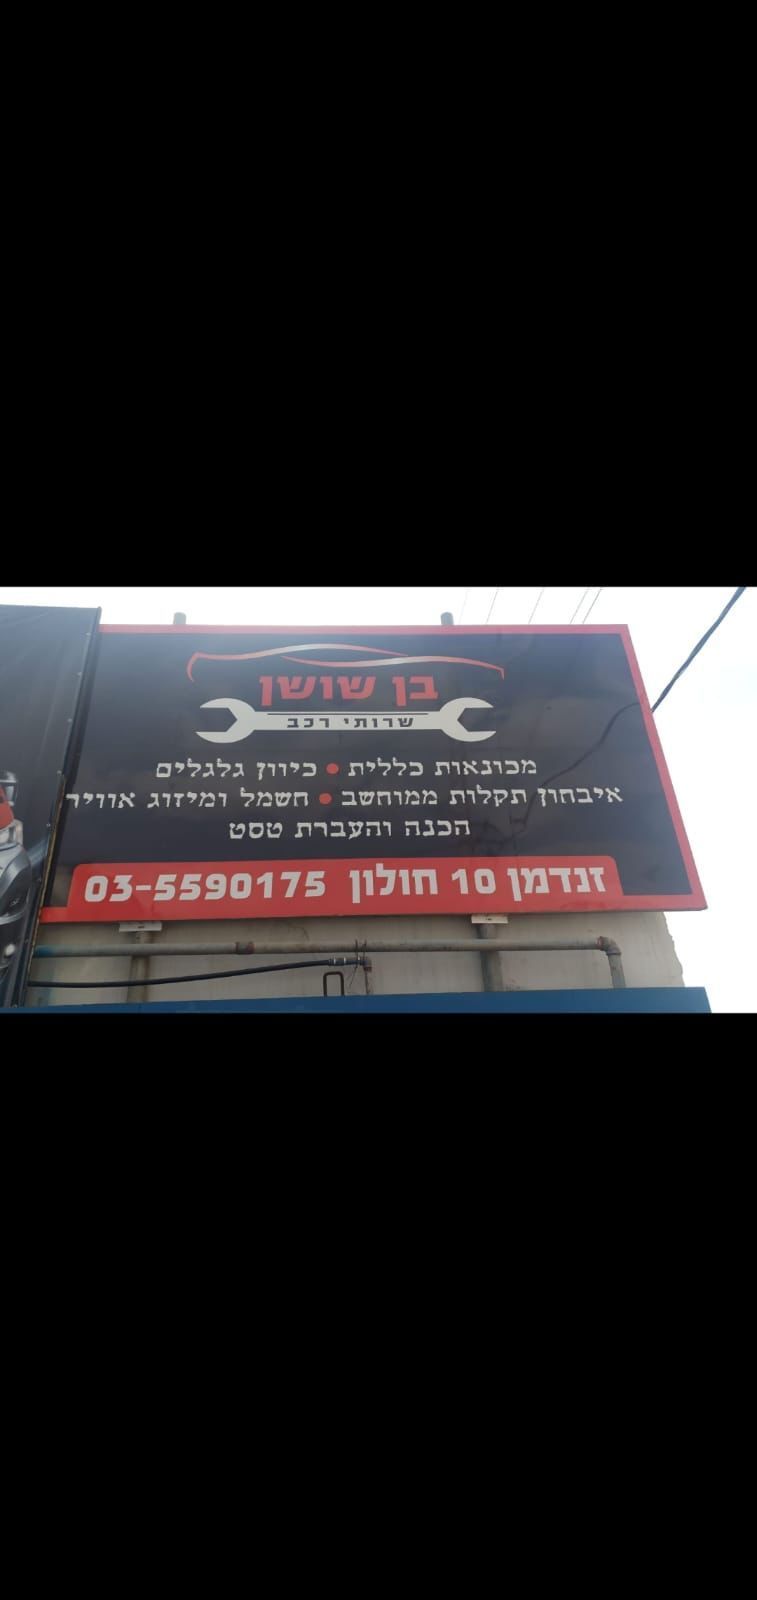 בן שושן
שרותי רכב
מכונאות כללית • כיוון גלגלים
איבחון תקלות ממוחשב • חשמל ומיזוג אוויר
הכנה והעברת טסט
זנדמן 10 חולון 03-5590175